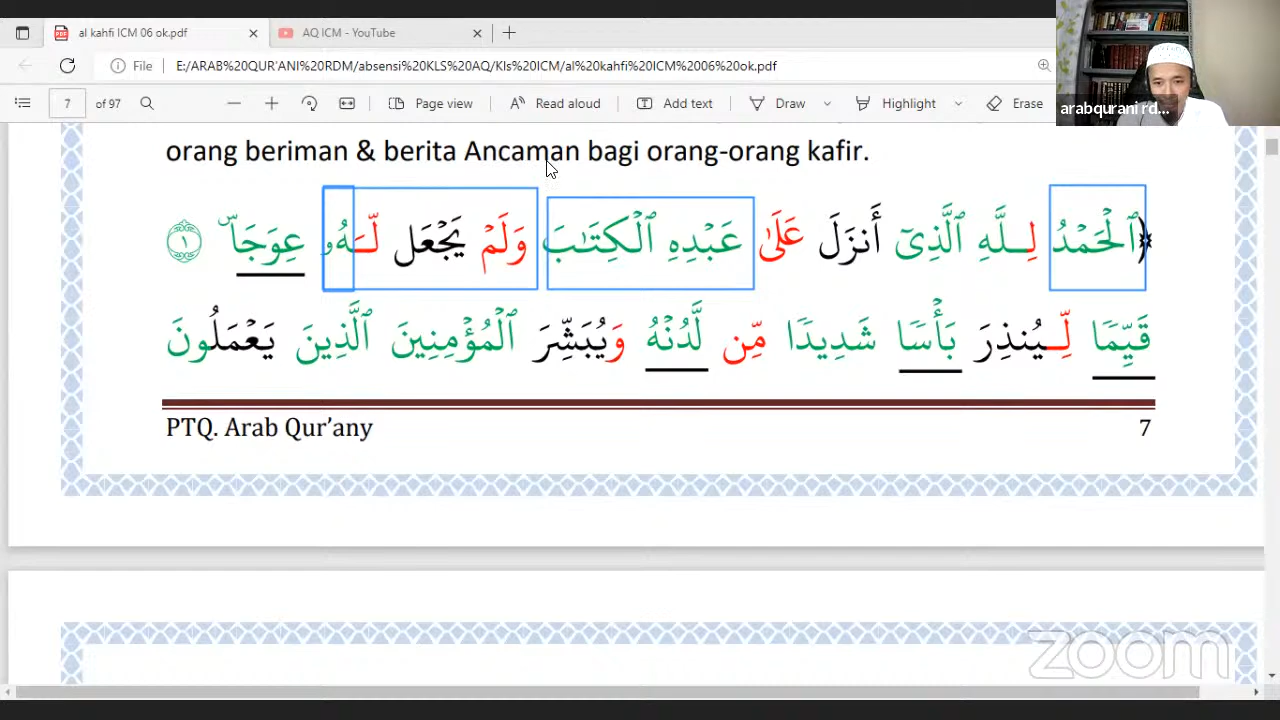 al kahfi ICM 06 ok.pdf
AQ ICM - YouTube
File
E:/ARAB%20QUR'ANI%20RDM/absensi%20KLS
d/Kls%20ICM/al%20kahfi%20ICM%2006%20ok.pdf
7 of 97
Page view
Read aloud
Add text
Draw
Highlight
Erase
arabqurani rd...
orang beriman & berita Ancaman bagi orang-orang kafir.
﴿ٱلْحَمْدُ لِـلَّهِ ٱلَّذِىٓ أَنزَلَ عَلَىٰ عَبْدِهِ ٱلْكِتَـٰبَ وَلَمْ يَجْعَل لَّـهُۥ عِوَجَاۜ ١
قَيِّمًا لِّـيُنذِرَ بَأْسًا شَدِيدًا مِّن لَّدُنْهُ وَيُبَشِّرَ ٱلْمُؤْمِنِينَ ٱلَّذِينَ يَعْمَلُونَ
PTQ. Arab Qur’any 7
zoom